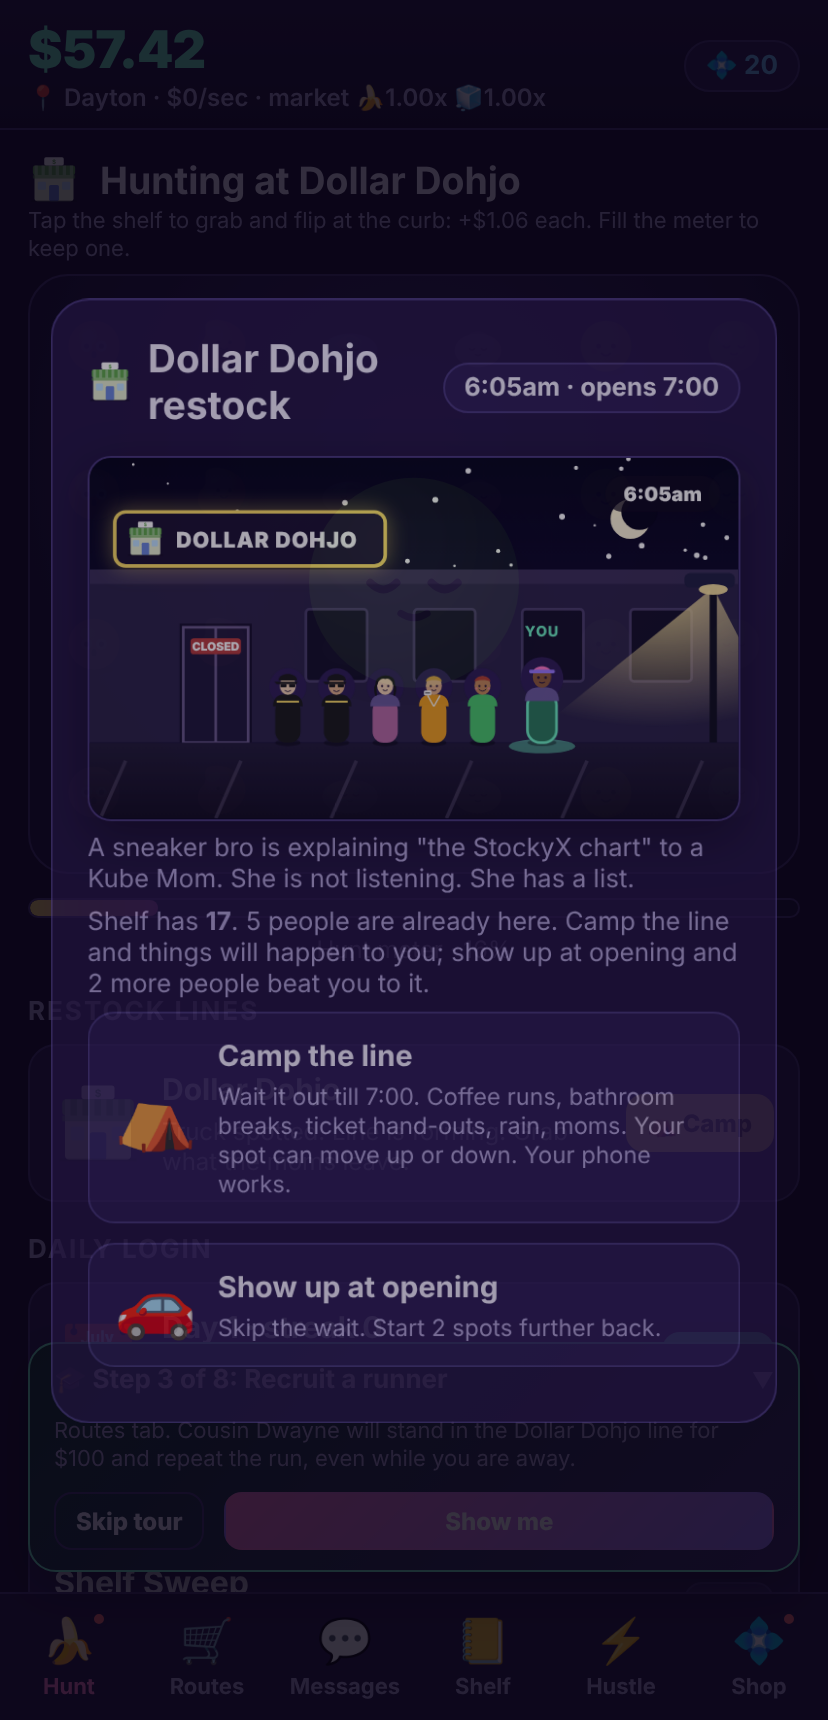 $57.42
20
Dayton · $0/sec · market 1.00x 1.00x
Hunting at Dollar Dohjo
Tap the shelf to grab and flip at the curb: +$1.06 each. Fill the meter to
keep one.
Dollar Dohjo
restock
6:05am · opens 7:00
6:05am
DOLLAR DOHJO
YOU
CLOSED
A sneaker bro is explaining "the StockyX chart" to a
Kube Mom. She is not listening. She has a list.
Shelf has 17. 5 people are already here. Camp the line
and things will happen to you; show up at opening and
2 more people beat you to it.
RESTOCK LINES
Camp the line
Wait it out till 7:00. Coffee runs, bathroom
breaks, ticket hand-outs, rain, moms. Your
spot can move up or down. Your phone
works.
Dollar Dohjo
Camp
DAILY LOGIN
Show up at opening
Skip the wait. Start 2 spots further back.
Step 3 of 8: Recruit a runner
Routes tab. Cousin Dwayne will stand in the Dollar Dohjo line for
$100 and repeat the run, even while you are away.
Skip tour
Show me
Shelf Sweep
Hunt
Routes
Messages
Shelf
Hustle
Shop